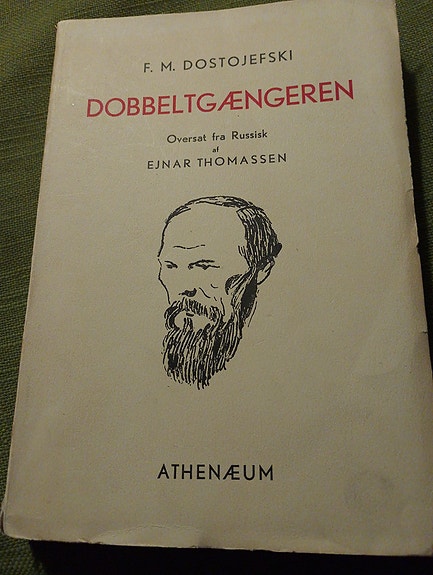 F. M. DOSTOJEFSKI
DOBBELTGÆNGEREN
Oversat fra Russisk
af
EJNAR THOMASSEN
ATHENÆUM